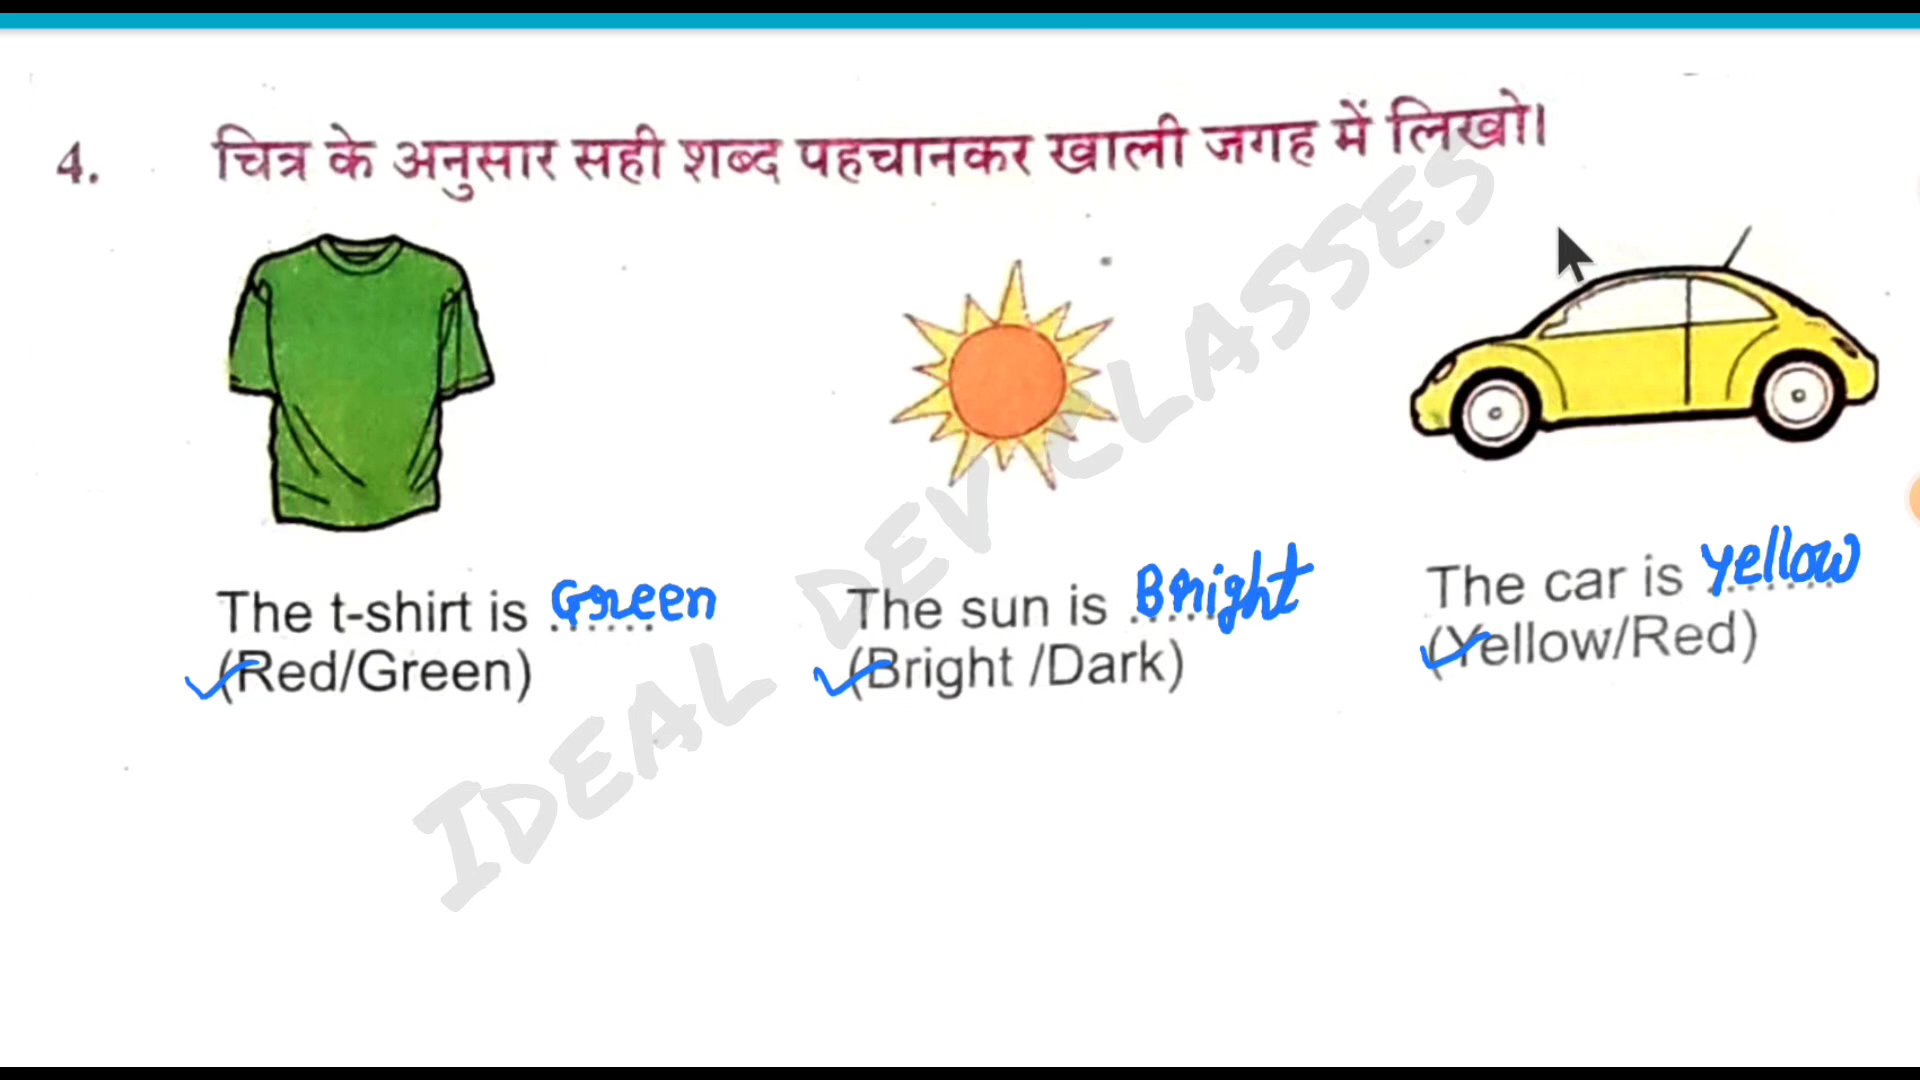 4. चित्र के अनुसार सही शब्द पहचानकर खाली जगह में लिखो।
The t-shirt is Green
(Red/Green)
The sun is Bright
(Bright /Dark)
The car is yellow
(Yellow/Red)
IDEAL DEV CLASSES